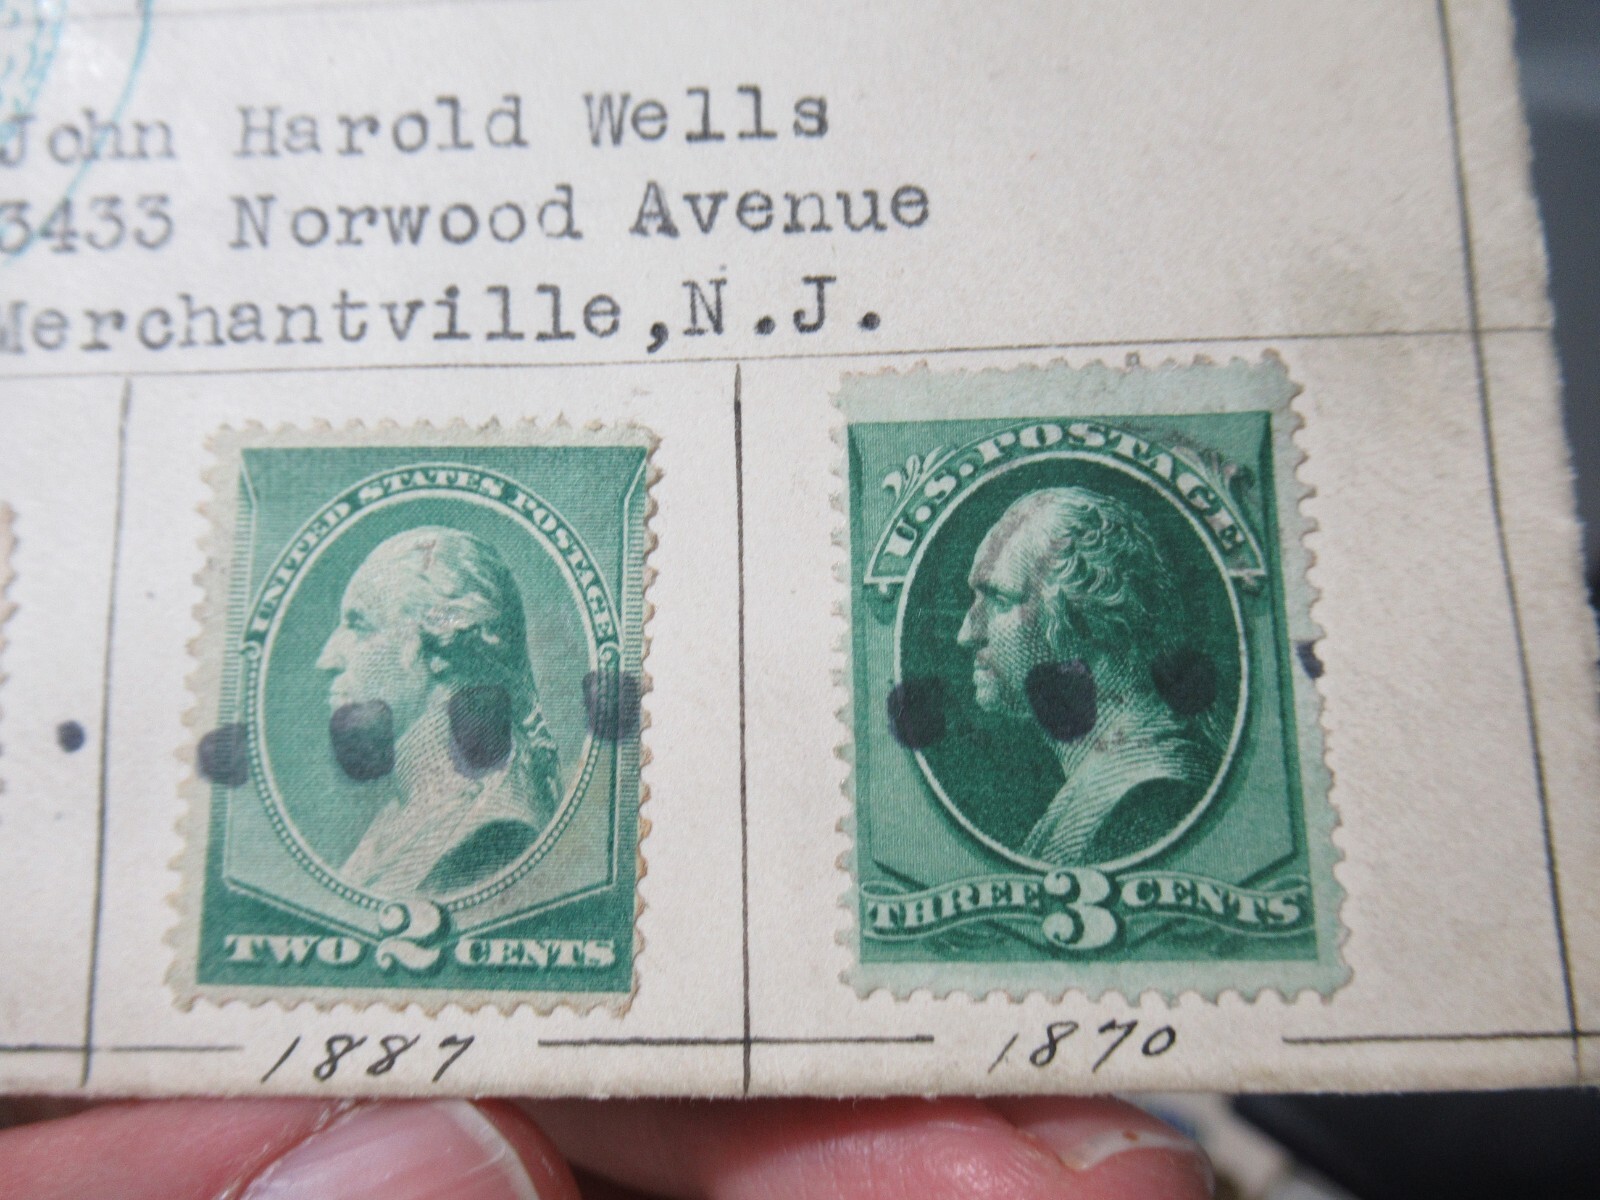 John Harold Wells
3433 Norwood Avenue
Merchantville, N.J.
UNITED STATES POSTAGE
TWO 2 CENTS
U.S. POSTAGE
THREE 3 CENTS
1887
1870